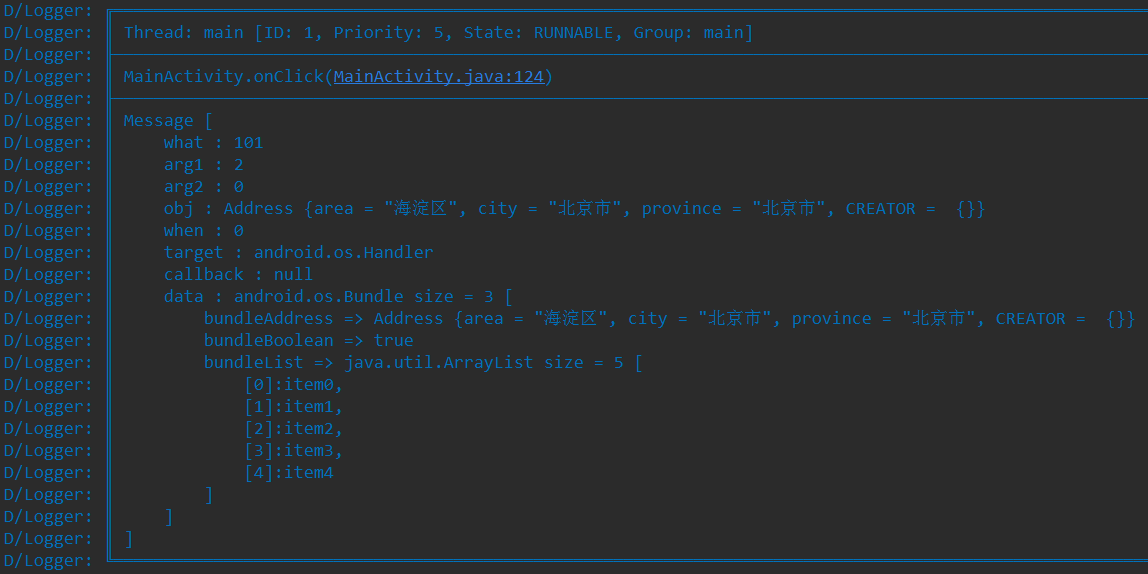 D/Logger:
D/Logger: Thread: main [ID: 1, Priority: 5, State: RUNNABLE, Group: main]
D/Logger:
D/Logger: MainActivity.onClick(MainActivity.java:124)
D/Logger:
D/Logger: Message [
D/Logger:     what : 101
D/Logger:     arg1 : 2
D/Logger:     arg2 : 0
D/Logger:     obj : Address {area = "海淀区", city = "北京市", province = "北京市", CREATOR =  {}}
D/Logger:     when : 0
D/Logger:     target : android.os.Handler
D/Logger:     callback : null
D/Logger:     data : android.os.Bundle size = 3 [
D/Logger:         bundleAddress => Address {area = "海淀区", city = "北京市", province = "北京市", CREATOR =  {}}
D/Logger:         bundleBoolean => true
D/Logger:         bundleList => java.util.ArrayList size = 5 [
D/Logger:             [0]:item0,
D/Logger:             [1]:item1,
D/Logger:             [2]:item2,
D/Logger:             [3]:item3,
D/Logger:             [4]:item4
D/Logger:         ]
D/Logger:     ]
D/Logger: ]
D/Logger: